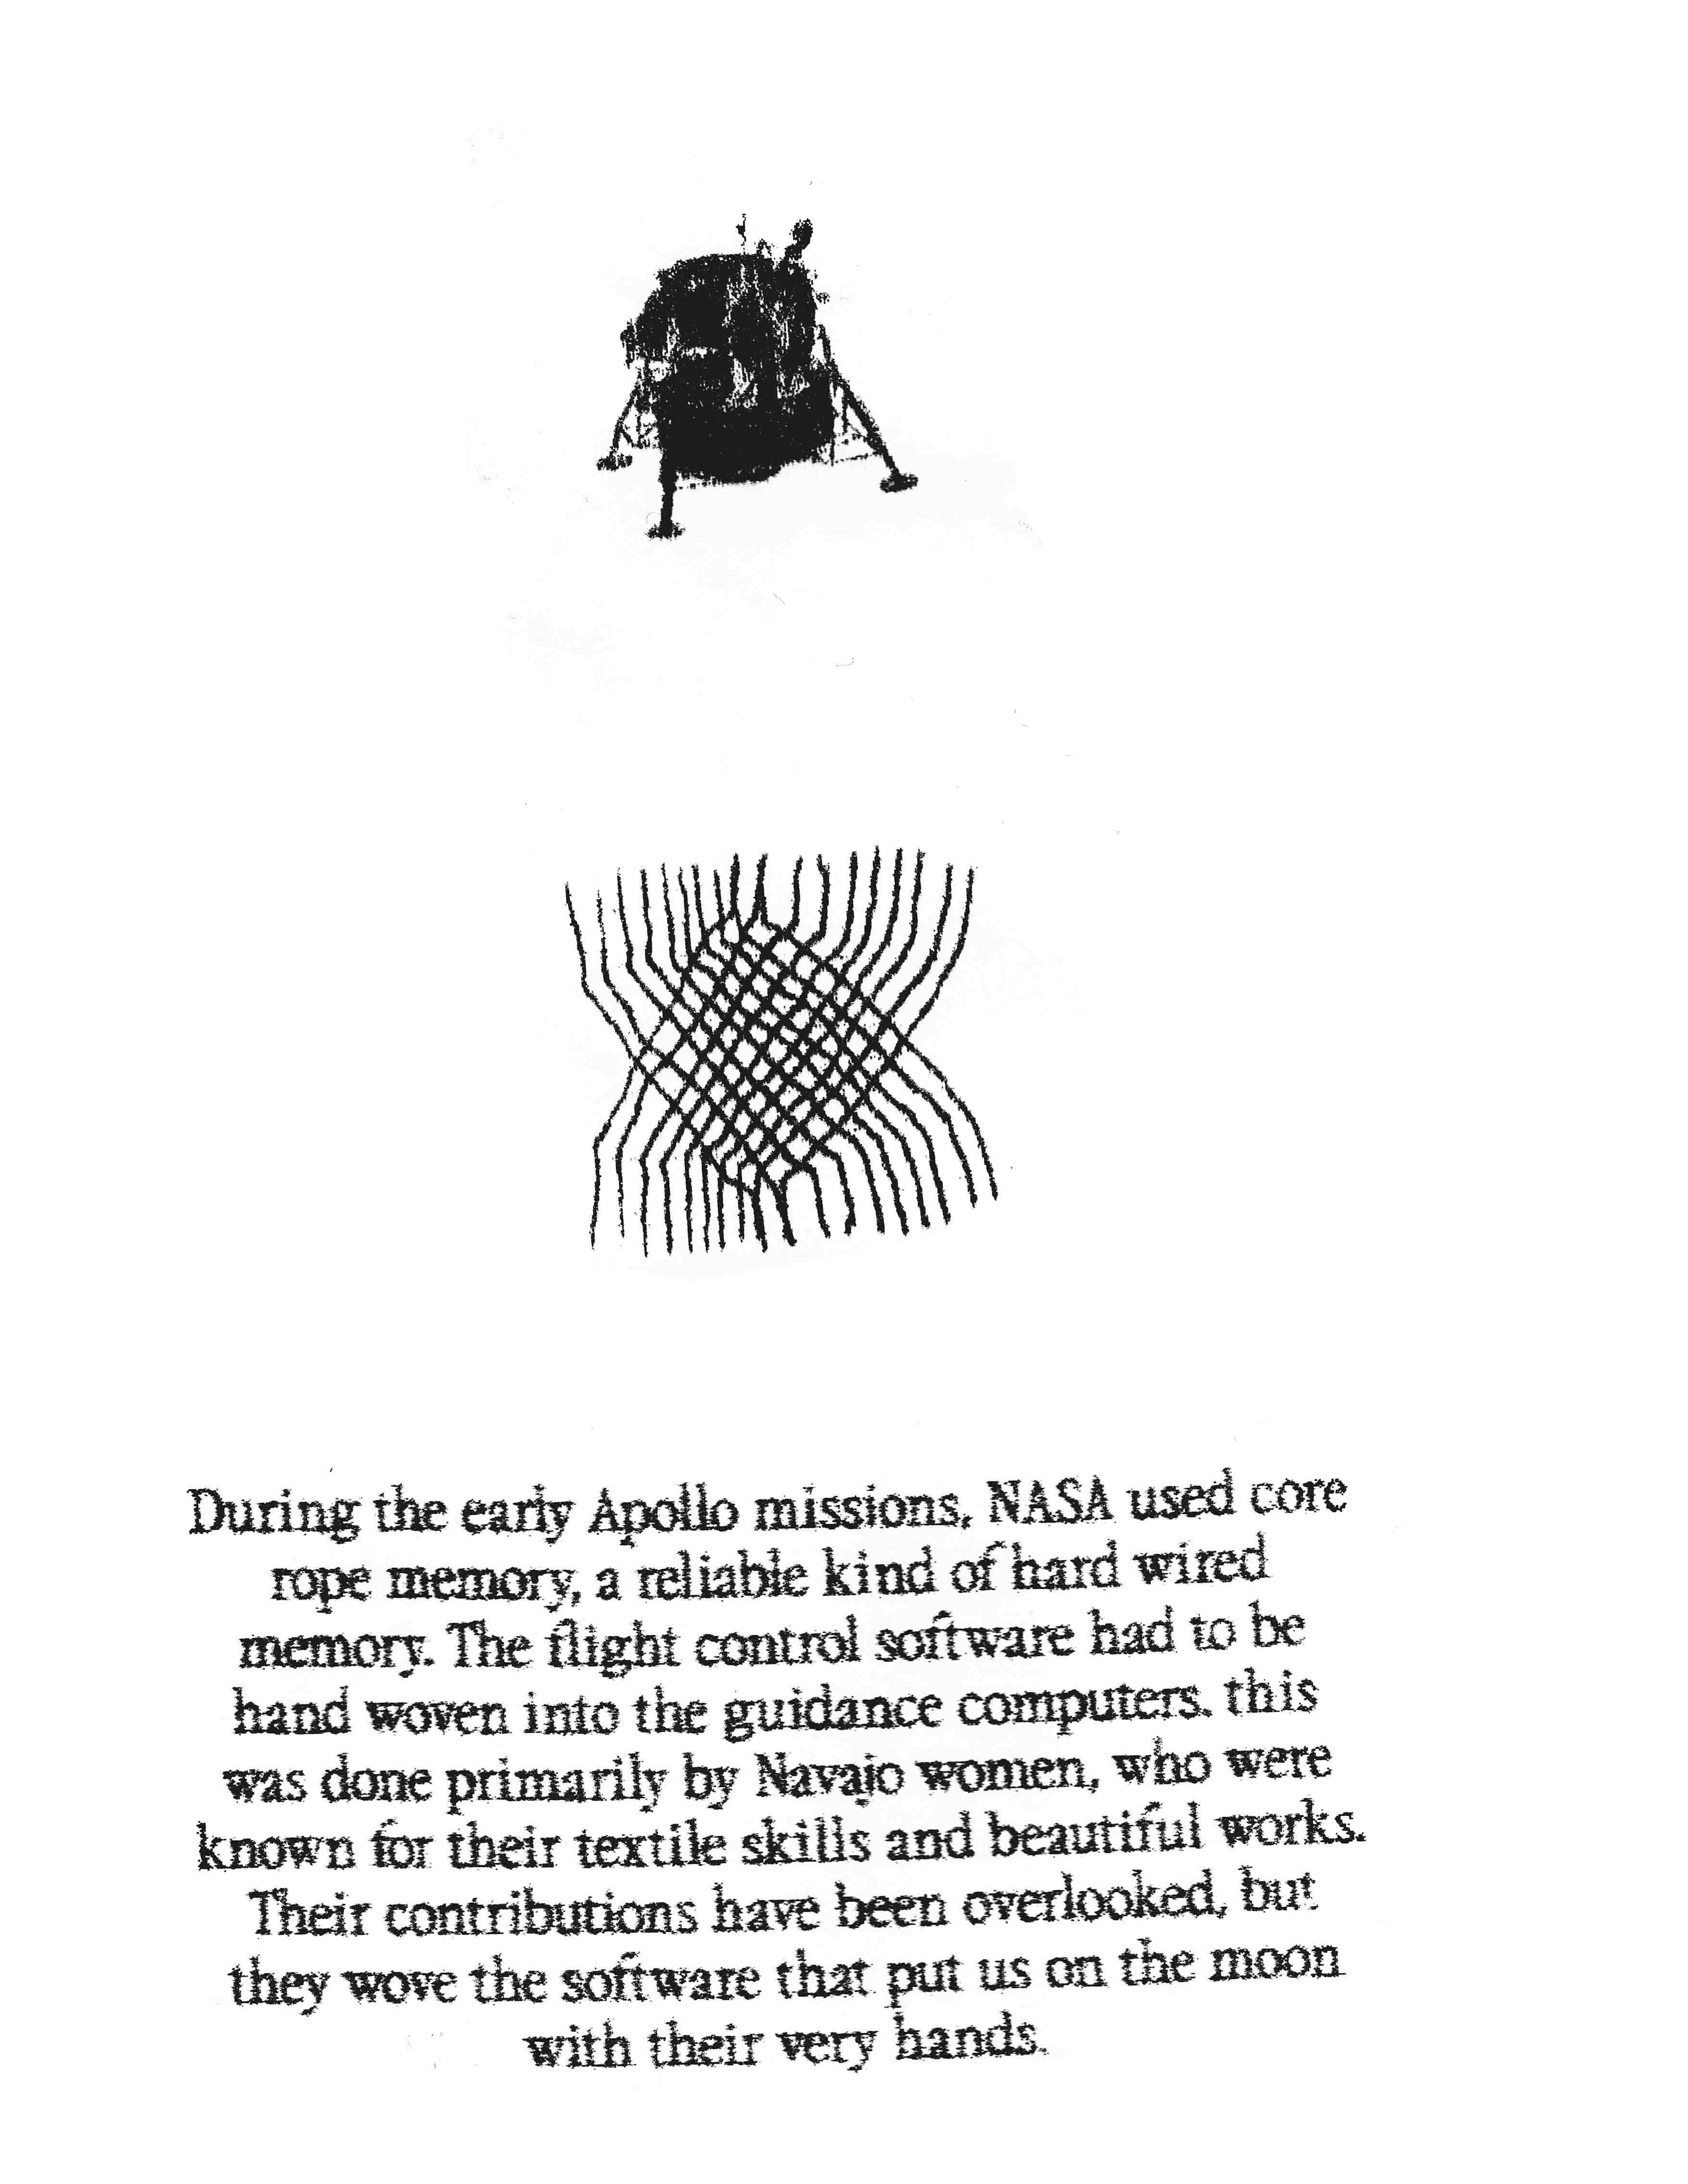 During the early Apollo missions, NASA used core
rope memory, a reliable kind of hard wired
memory. The flight control software had to be
hand woven into the guidance computers. this
was done primarily by Navajo women, who were
known for their textile skills and beautiful works.
Their contributions have been overlooked, but
they wove the software that put us on the moon
with their very hands.